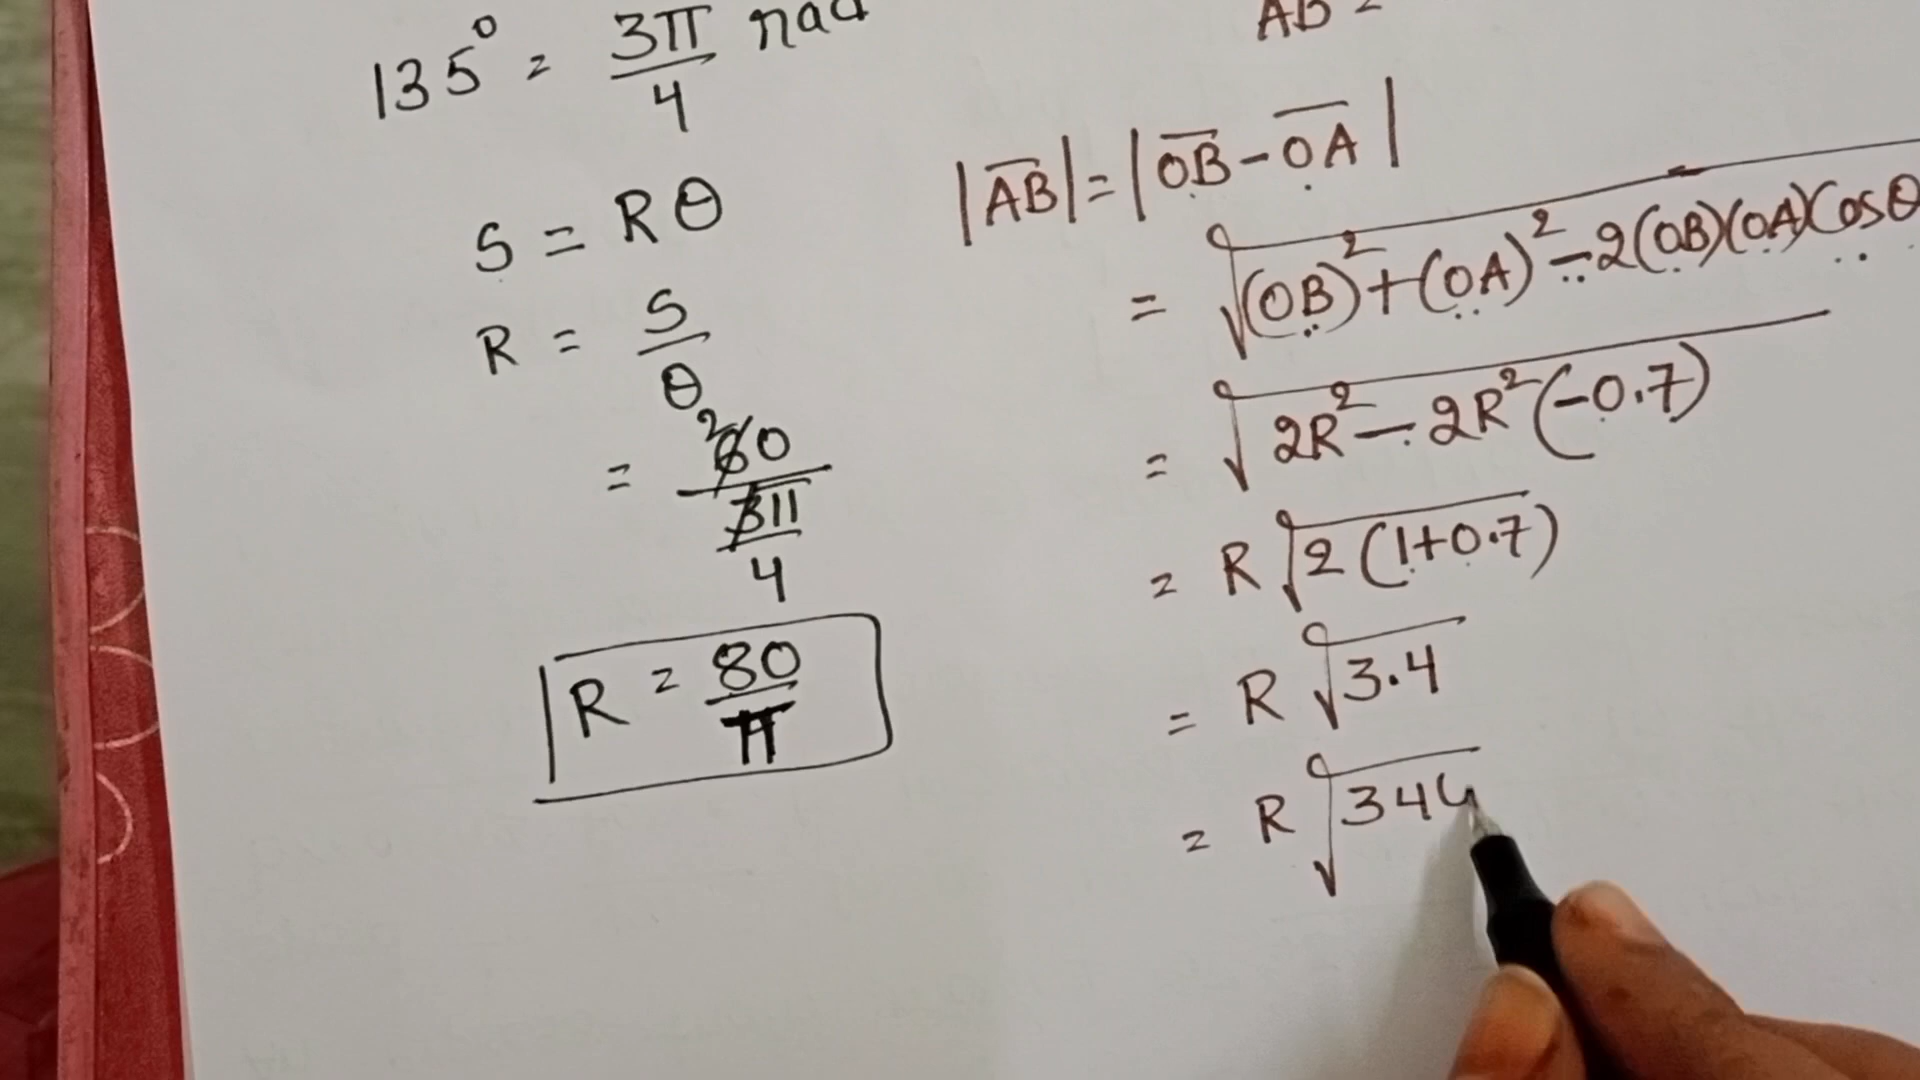 135° = 3π/4 rad
S = Rθ
R = S/θ
= 60/(3π/4)
R = 80/π
AB =
|AB| = |OB - OA|
= √((OB)² + (OA)² - 2(OB)(OA)Cosθ
= √(2R² - 2R²(-0.7))
= R √(2(1+0.7))
= R √3.4
= R √34